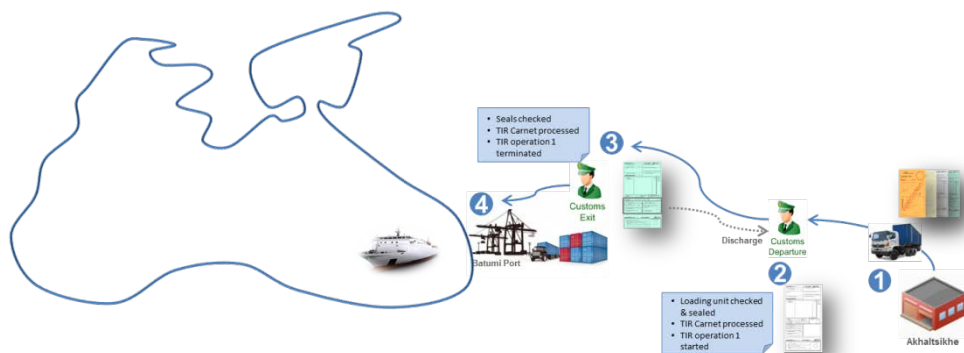 • Seals checked
• TIR Carnet processed
• TIR operation 1
terminated
3
4
Customs
Exit
Batumi Port
Discharge
Customs
Departure
2
• Loading unit checked
& sealed
• TIR Carnet processed
• TIR operation 1
started
1
Akhaltsikhe